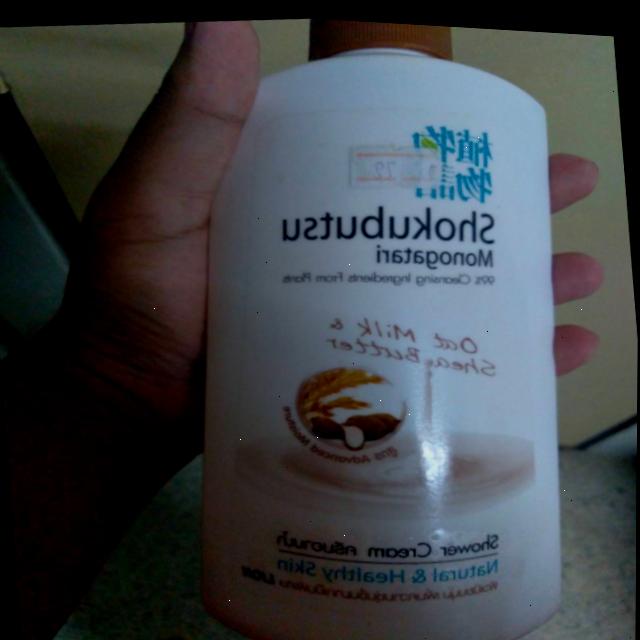 植物
物語
Shokubutsu
Monogatari
99% Cleansing Ingredients From Plants
Oat Milk &
Shea Butter
Shower Cream ครีมอาบน้ำ
Natural & Healthy Skin